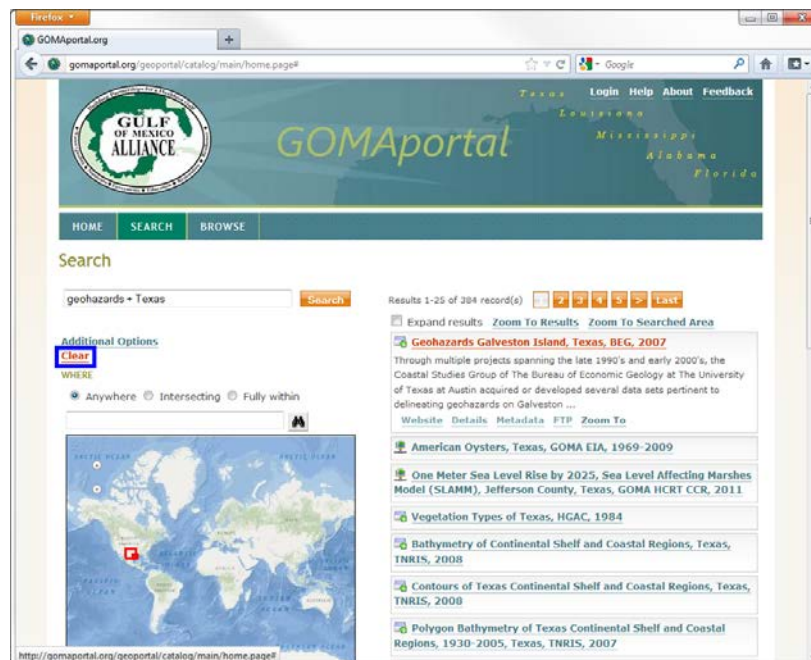 Firefox
GOMAportal.org
gomaportal.org/geoportal/catalog/main/home.page#
Google
GULF
OF MEXICO
ALLIANCE
GOMAportal
Texas
Louisiana
Mississippi
Alabama
Florida
Login Help About Feedback
HOME SEARCH BROWSE
Search
geohazards + Texas
Search
Additional Options
Clear
WHERE
Anywhere Intersecting Fully within
Results 1-25 of 384 record(s) 2 3 4 5 > Last
Expand results Zoom To Results Zoom To Searched Area
Geohazards Galveston Island, Texas, BEG, 2007
Through multiple projects spanning the late 1990's and early 2000's, the
Coastal Studies Group of The Bureau of Economic Geology at The University
of Texas at Austin acquired or developed several data sets pertinent to
delineating geohazards on Galveston ...
Website Details Metadata FTP Zoom To
American Oysters, Texas, GOMA EIA, 1969-2009
One Meter Sea Level Rise by 2025, Sea Level Affecting Marshes
Model (SLAMM), Jefferson County, Texas, GOMA HCRT CCR, 2011
Vegetation Types of Texas, HGAC, 1984
Bathymetry of Continental Shelf and Coastal Regions, Texas,
TNRIS, 2008
Contours of Texas Continental Shelf and Coastal Regions, Texas,
TNRIS, 2008
Polygon Bathymetry of Texas Continental Shelf and Coastal
Regions, 1930-2005, Texas, TNRIS, 2007
http://gomaportal.org/geoportal/catalog/main/home.page#